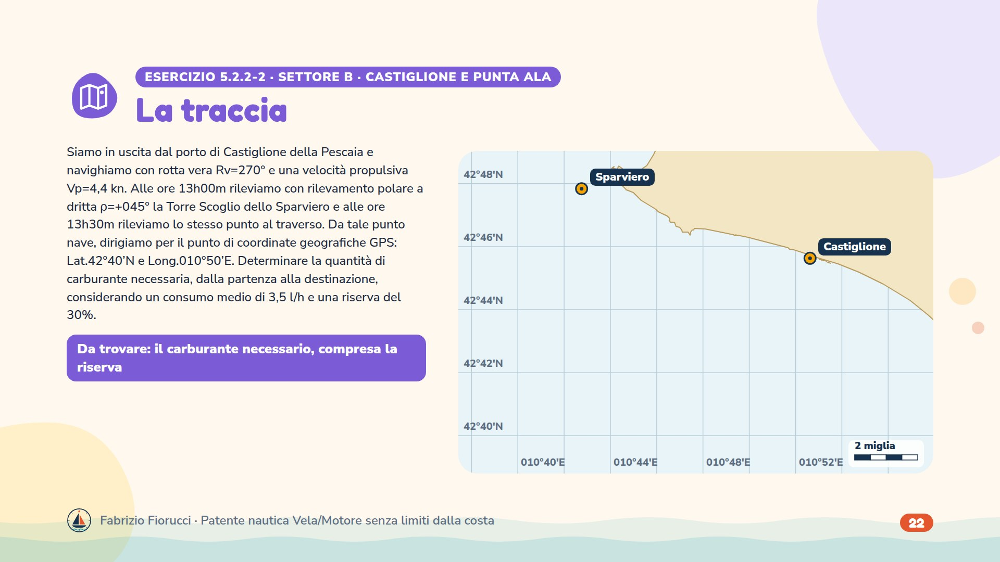 ESERCIZIO 5.2.2-2 · SETTORE B · CASTIGLIONE E PUNTA ALA
La traccia
Siamo in uscita dal porto di Castiglione della Pescaia e
navighiamo con rotta vera Rv=270° e una velocità propulsiva
Vp=4,4 kn. Alle ore 13h00m rileviamo con rilevamento polare a
dritta ρ=+045° la Torre Scoglio dello Sparviero e alle ore
13h30m rileviamo lo stesso punto al traverso. Da tale punto
nave, dirigiamo per il punto di coordinate geografiche GPS:
Lat.42°40’N e Long.010°50’E. Determinare la quantità di
carburante necessaria, dalla partenza alla destinazione,
considerando un consumo medio di 3,5 l/h e una riserva del
30%.
Da trovare: il carburante necessario, compresa la
riserva
42°48'N
Sparviero
42°46'N
Castiglione
42°44'N
42°42'N
42°40'N
2 miglia
010°40'E
010°44'E
010°48'E
010°52'E
Fabrizio Fiorucci · Patente nautica Vela/Motore senza limiti dalla costa
22